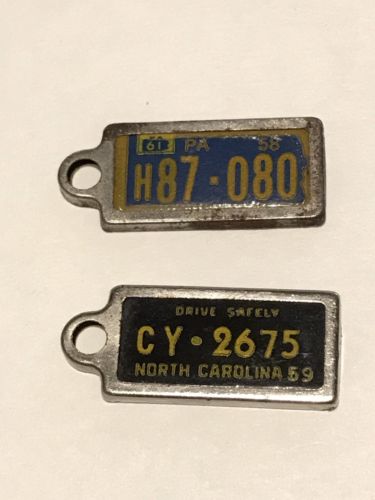 61 PA 58
H87·080
DRIVE SAFELY
CY·2675
NORTH CAROLINA 59